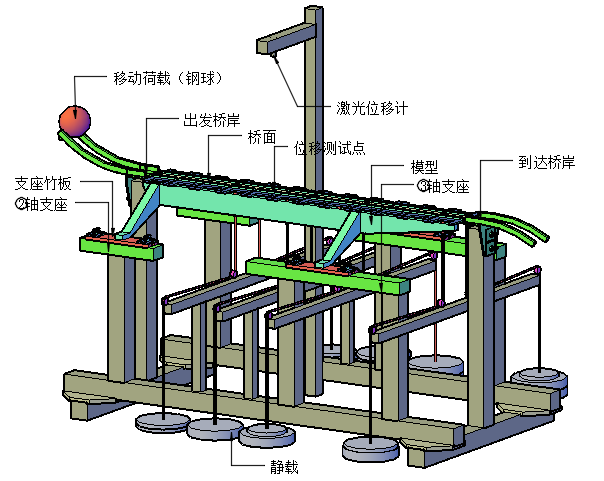 移动荷载（钢球）
激光位移计
出发桥岸
桥面
位移测试点
模型
到达桥岸
支座竹板
③轴支座
②轴支座
静载